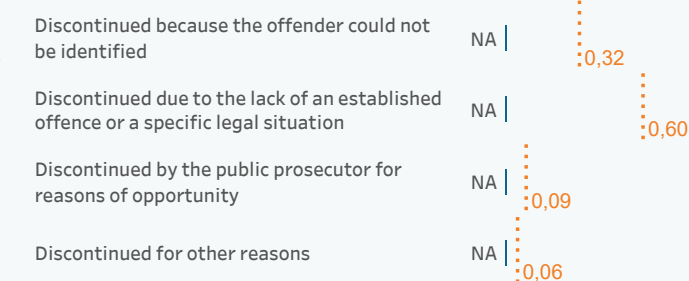 Discontinued because the offender could not
be identified
NA
0,32
Discontinued due to the lack of an established
offence or a specific legal situation
NA
0,60
Discontinued by the public prosecutor for
reasons of opportunity
NA
0,09
Discontinued for other reasons
NA
0,06